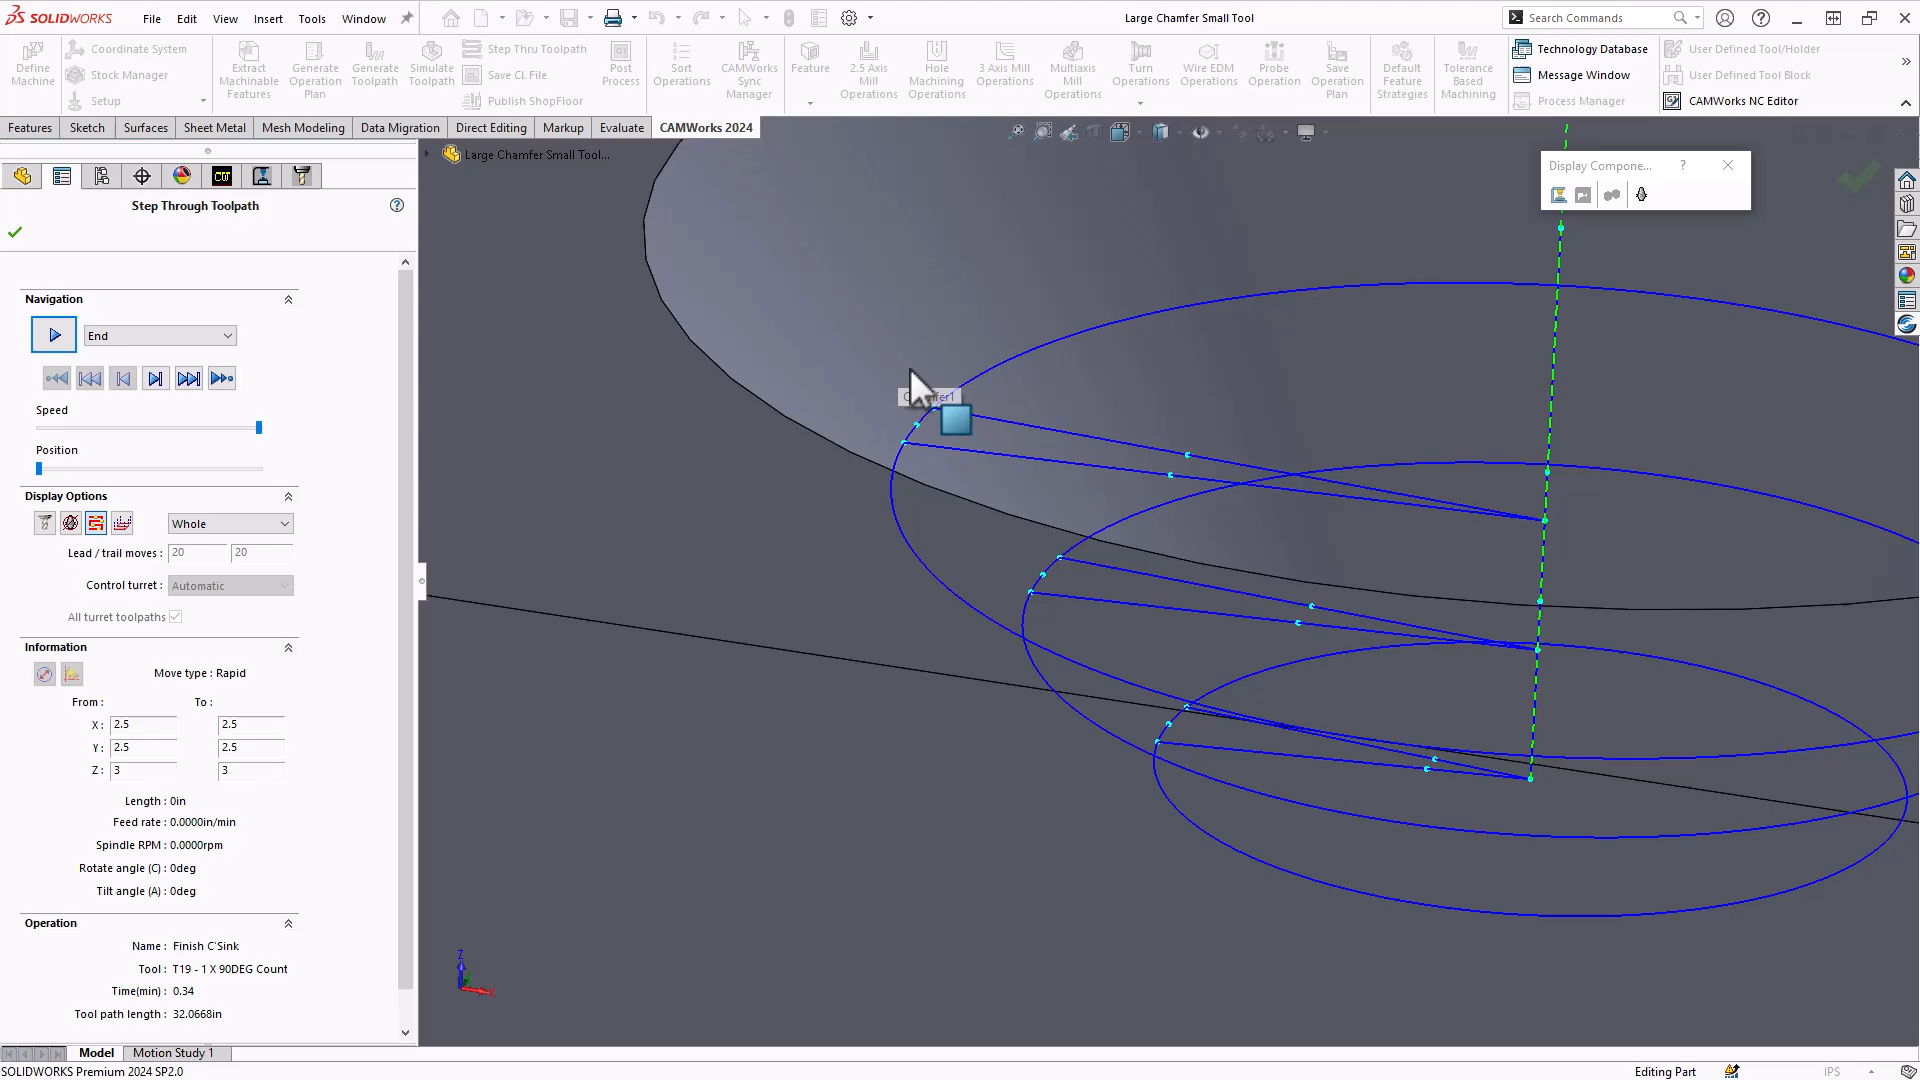 SOLIDWORKS
File
Edit
View
Insert
Tools
Window
Large Chamfer Small Tool
Search Commands
Define Machine
Coordinate System
Stock Manager
Setup
Extract Machinable Features
Generate Operation Plan
Generate Toolpath
Simulate Toolpath
Step Thru Toolpath
Save CL File
Publish ShopFloor
Post Process
Sort Operations
CAMWorks Sync Manager
Feature
2.5 Axis Mill Operations
Hole Machining Operations
3 Axis Mill Operations
Multiaxis Mill Operations
Turn Operations
Wire EDM Operations
Probe Operation
Save Operation Plan
Default Feature Strategies
Tolerance Based Machining
Technology Database
Message Window
Process Manager
User Defined Tool/Holder
User Defined Tool Block
CAMWorks NC Editor
Features
Sketch
Surfaces
Sheet Metal
Mesh Modeling
Data Migration
Direct Editing
Markup
Evaluate
CAMWorks 2024
Large Chamfer Small Tool...
Display Compone...
?
CW
Step Through Toolpath
Navigation
End
Speed
Position
Display Options
Whole
Lead / trail moves : 20 20
Control turret : Automatic
All turret toolpaths
Information
Move type : Rapid
From : To :
X : 2.5 2.5
Y : 2.5 2.5
Z : 3 3
Length : 0in
Feed rate : 0.0000in/min
Spindle RPM : 0.0000rpm
Rotate angle (C) : 0deg
Tilt angle (A) : 0deg
Operation
Name : Finish C'Sink
Tool : T19 - 1 X 90DEG Count
Time(min) : 0.34
Tool path length : 32.0668in
Z
X
Model
Motion Study 1
SOLIDWORKS Premium 2024 SP2.0
Editing Part
IPS